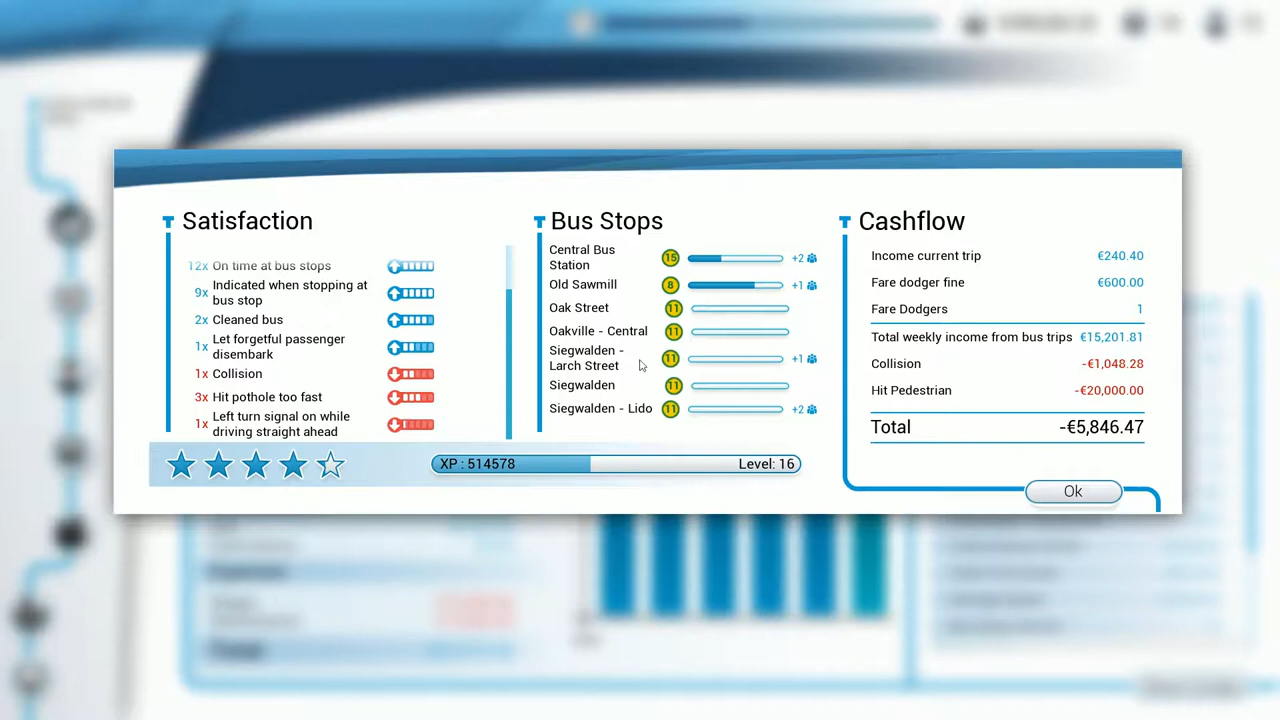 Satisfaction
12x On time at bus stops
9x Indicated when stopping at
bus stop
2x Cleaned bus
1x Let forgetful passenger
disembark
1x Collision
3x Hit pothole too fast
1x Left turn signal on while
driving straight ahead
XP : 514578 Level: 16
Bus Stops
Central Bus
Station 15 +2
Old Sawmill 8 +1
Oak Street 11
Oakville - Central 11
Siegwalden -
Larch Street 11 +1
Siegwalden 11
Siegwalden - Lido 11 +2
Cashflow
Income current trip €240.40
Fare dodger fine €600.00
Fare Dodgers 1
Total weekly income from bus trips €15,201.81
Collision -€1,048.28
Hit Pedestrian -€20,000.00
Total -€5,846.47
Ok